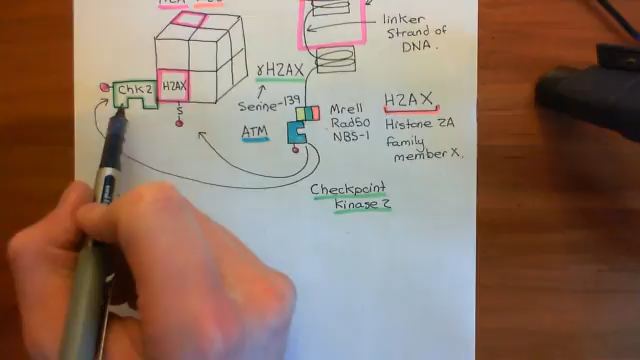 linker
Strand of
DNA.
Chk2
H2AX
S
γH2AX
Serine-139
ATM
Mre11
Rad50
NBS-1
H2AX
Histone 2A
family
member X.
Checkpoint
kinase 2